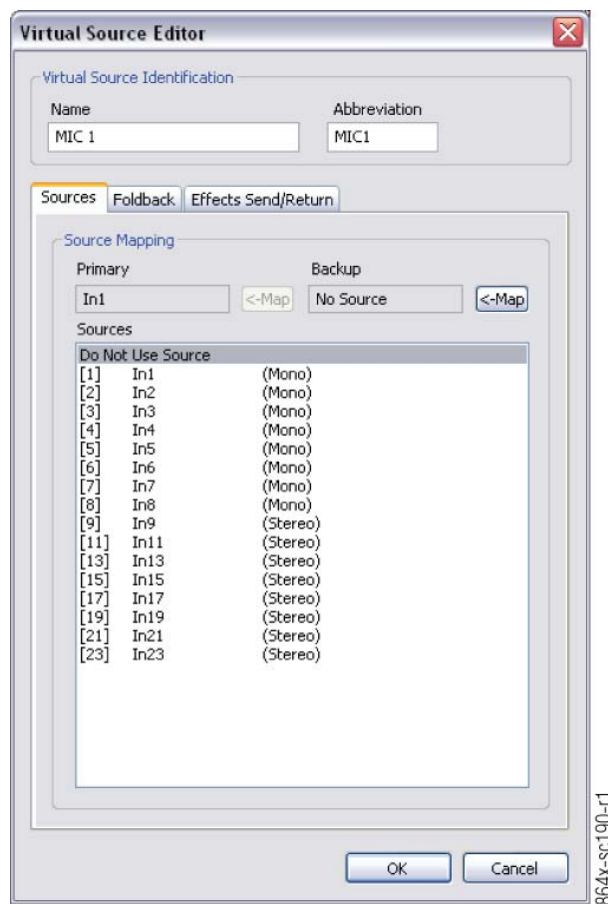 Virtual Source Editor
Virtual Source Identification
Name Abbreviation
MIC 1 MIC1
Sources Foldback Effects Send/Return
Source Mapping
Primary Backup
In1 <-Map No Source <-Map
Sources
Do Not Use Source
[1] In1 (Mono)
[2] In2 (Mono)
[3] In3 (Mono)
[4] In4 (Mono)
[5] In5 (Mono)
[6] In6 (Mono)
[7] In7 (Mono)
[8] In8 (Mono)
[9] In9 (Stereo)
[11] In11 (Stereo)
[13] In13 (Stereo)
[15] In15 (Stereo)
[17] In17 (Stereo)
[19] In19 (Stereo)
[21] In21 (Stereo)
[23] In23 (Stereo)
OK Cancel
864x-sc190-r1